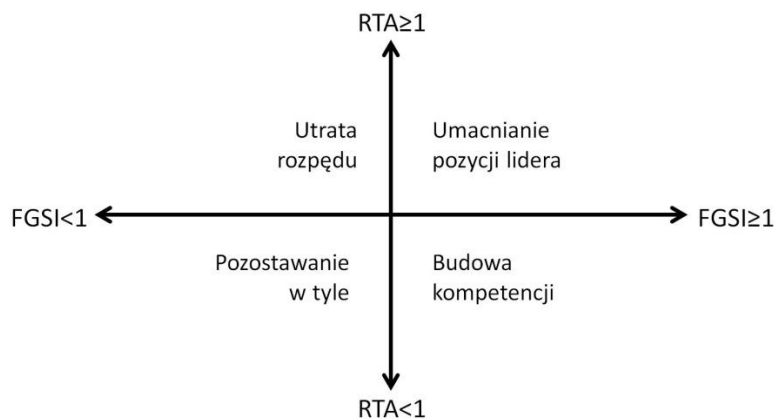 RTA≥1
Utrata
rozpędu
Umacnianie
pozycji lidera
FGSI<1
FGSI≥1
Pozostawanie
w tyle
Budowa
kompetencji
RTA<1